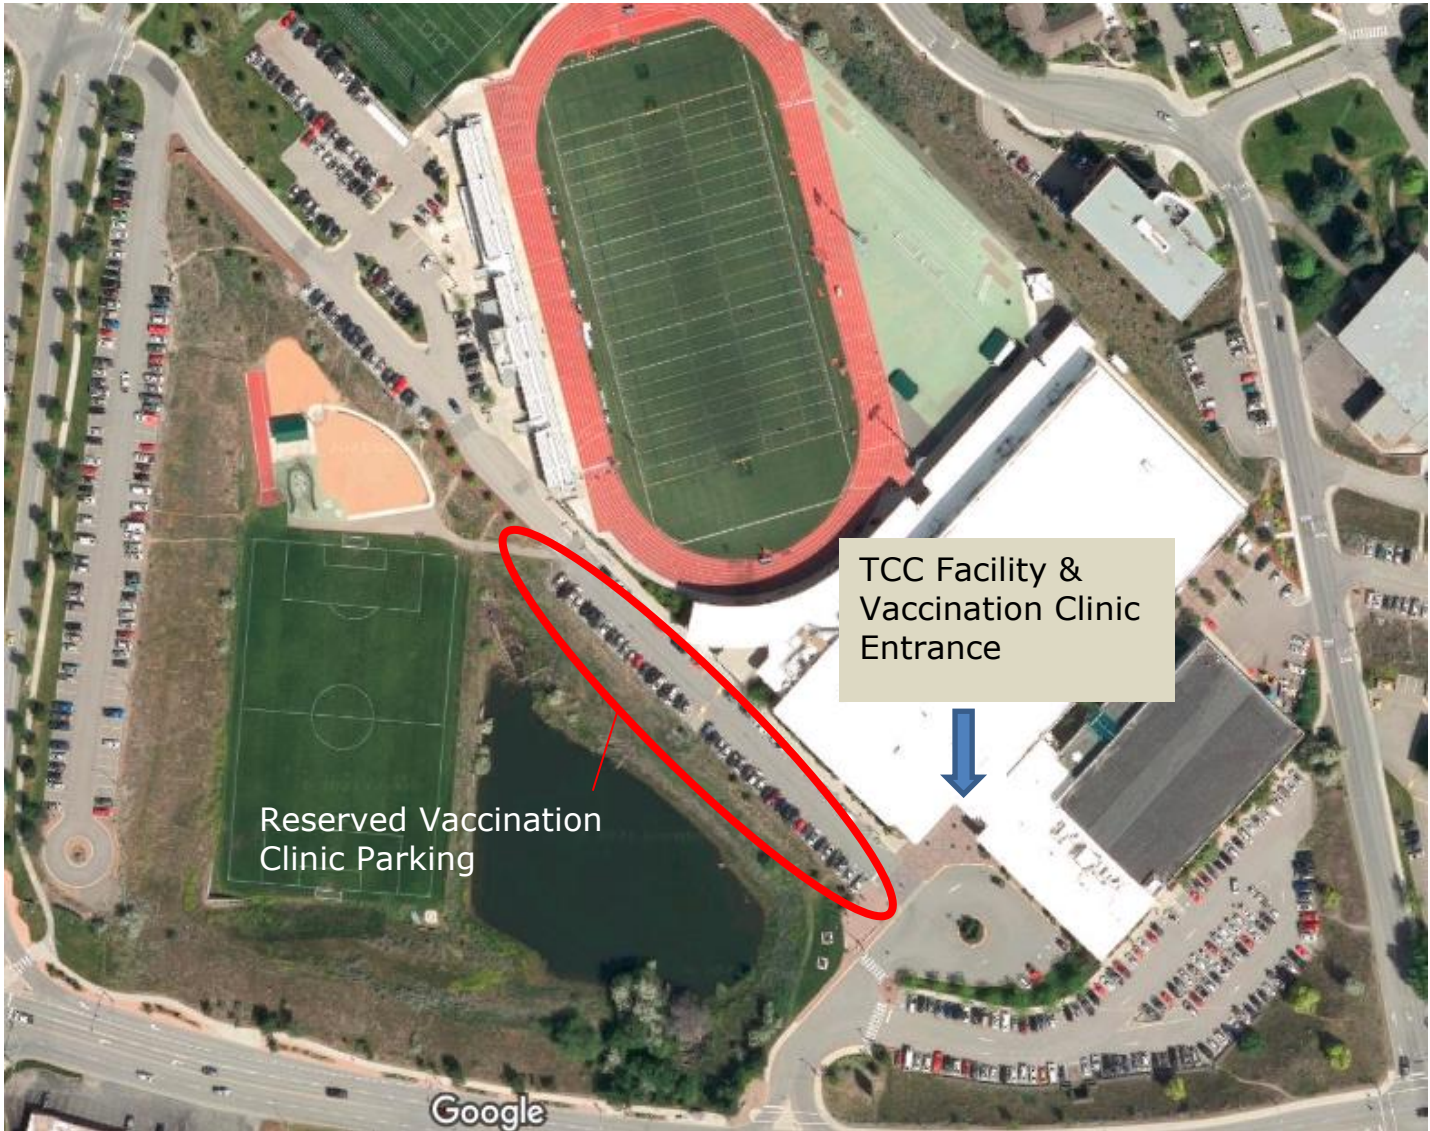 TCC Facility &
Vaccination Clinic
Entrance
Reserved Vaccination
Clinic Parking
Google